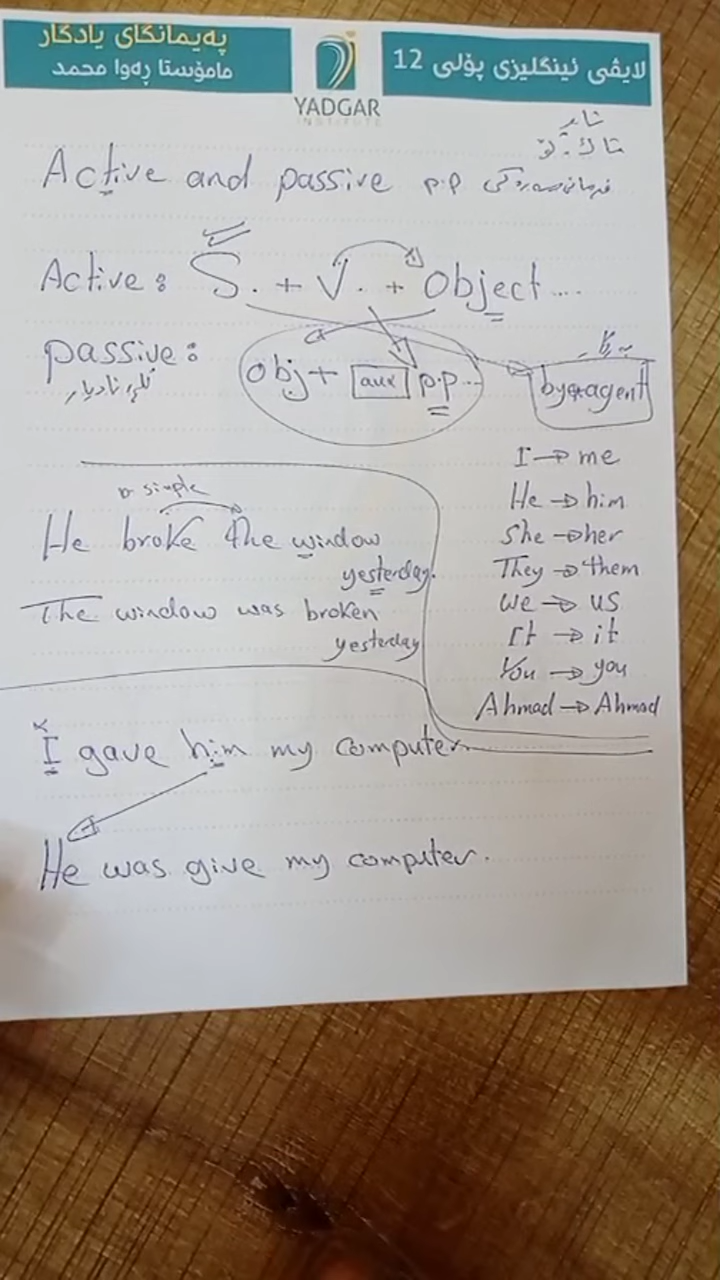 پەیمانگای یادگار
مامۆستا ڕەوا محمد
YADGAR
INSTITUTE
لایڤی ئینگلیزی پۆلی 12
Active and passive p.p
Active: S. + V. + object....
passive:
obj + aux p.p... by+agent
I → me
He → him
She → her
They → them
We → us
It → it
You → you
Ahmad → Ahmad
simple
He broke the window
yesterday.
The window was broken
yesterday
I gave him my computer.
He was give my computer.